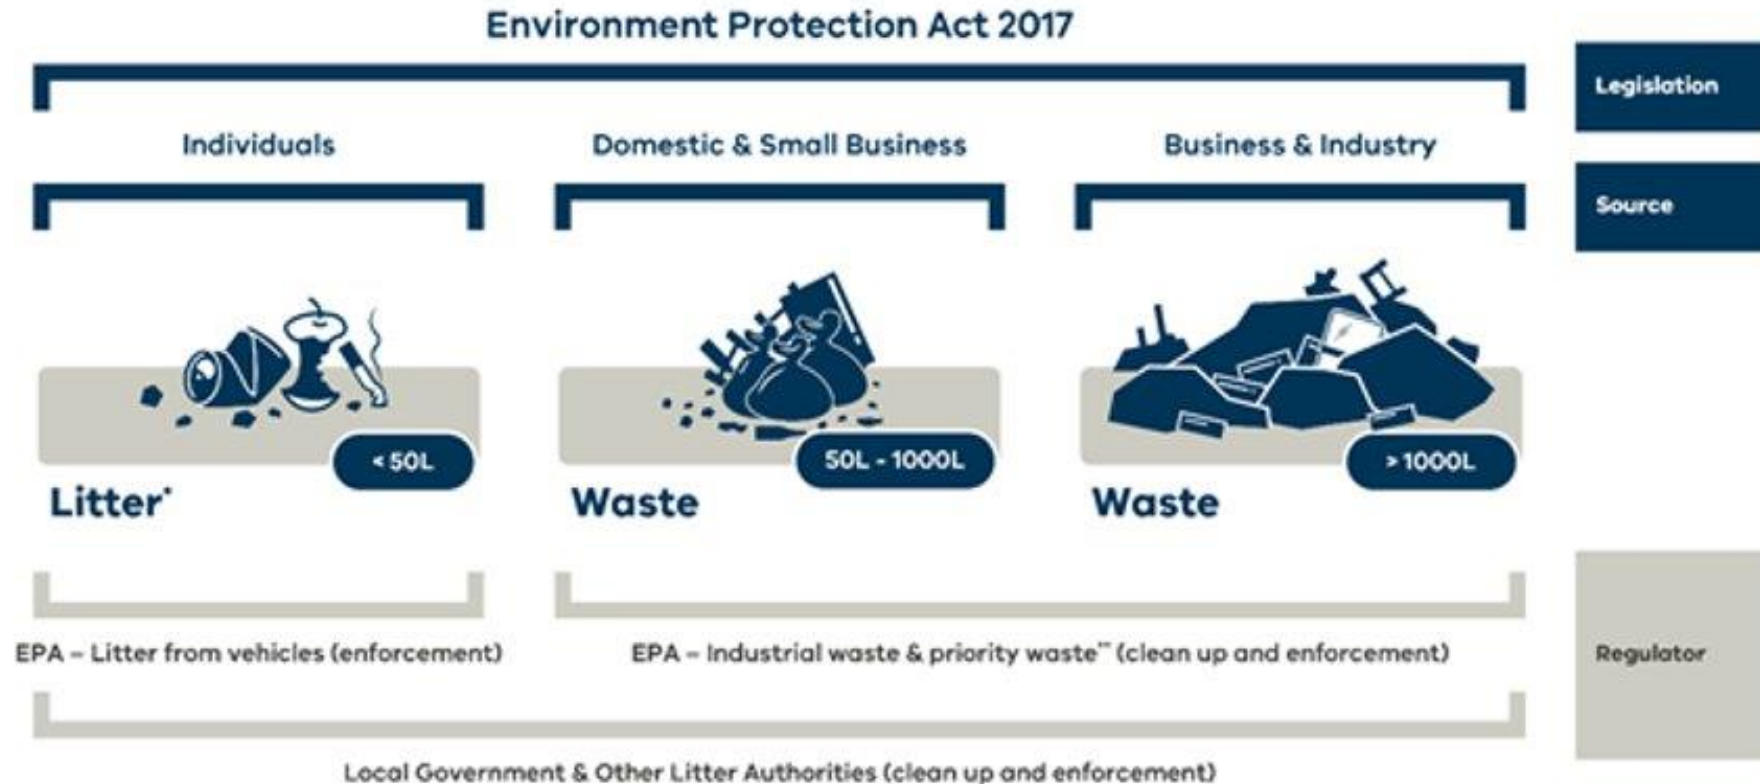 Environment Protection Act 2017
Legislation
Individuals
Domestic & Small Business
Business & Industry
Source
< 50L
50L - 1000L
> 1000L
Litter*
Waste
Waste
EPA – Litter from vehicles (enforcement)
EPA – Industrial waste & priority waste** (clean up and enforcement)
Regulator
Local Government & Other Litter Authorities (clean up and enforcement)